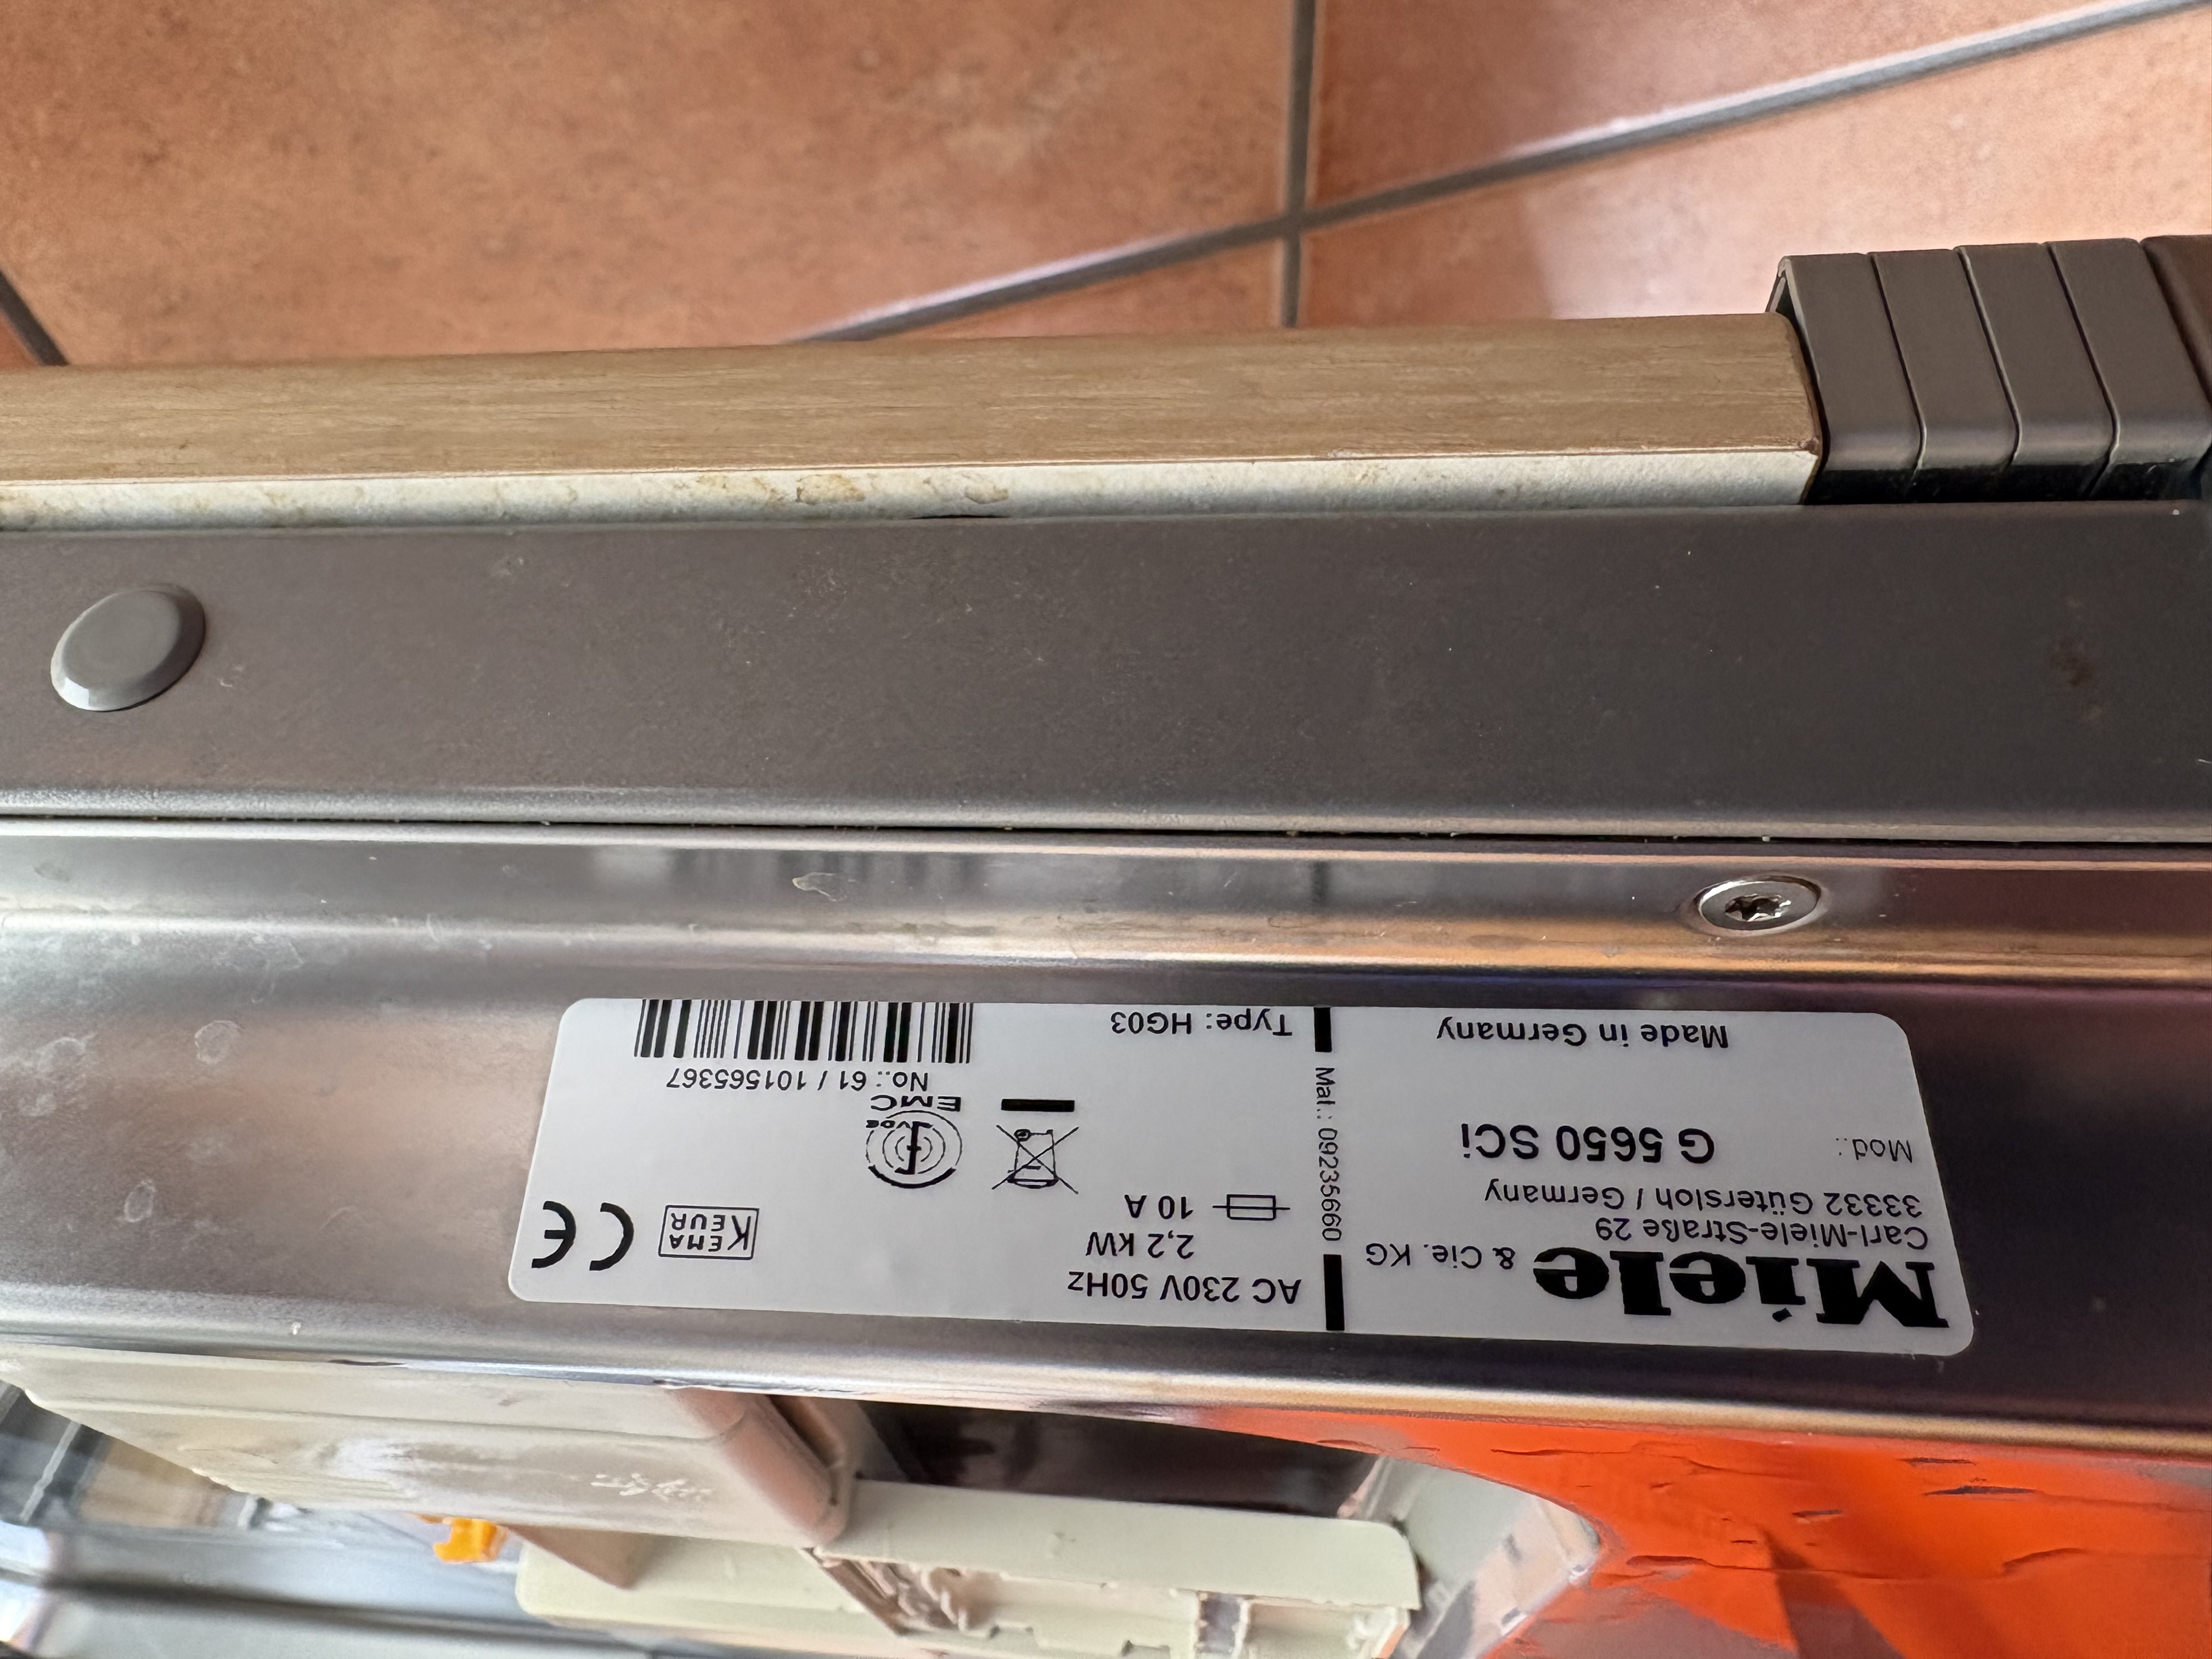 Miele & Cie. KG
Carl-Miele-Straße 29
33332 Gütersloh / Germany
Mod.: G 5650 SCi
Made in Germany
Mat.: 09235660
AC 230V 50Hz
2,2 kW
10 A
Type: HG03
KEMA
KEUR
CE
VDE
EMC
No.: 61 / 101565367